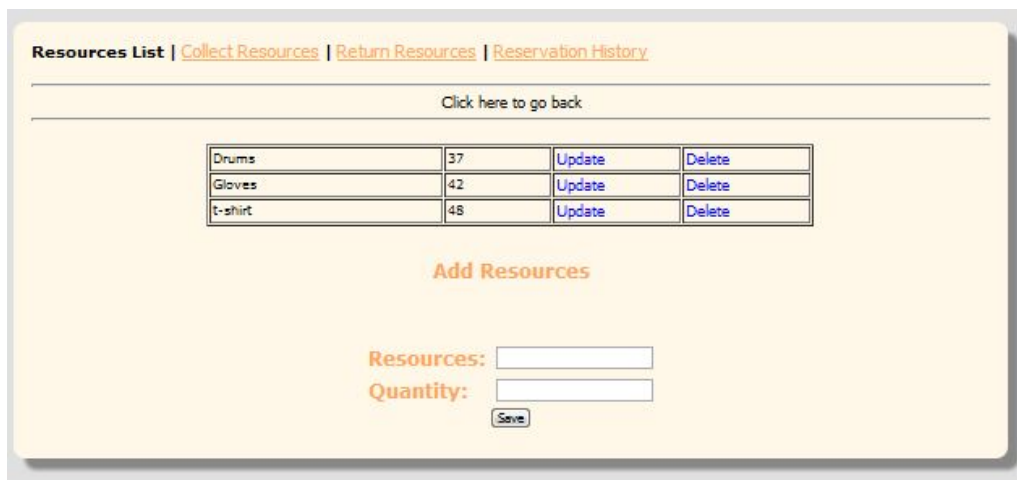 Resources List | Collect Resources | Return Resources | Reservation History
Click here to go back
Drums 37 Update Delete
Gloves 42 Update Delete
t-shirt 48 Update Delete
Add Resources
Resources:
Quantity:
Save